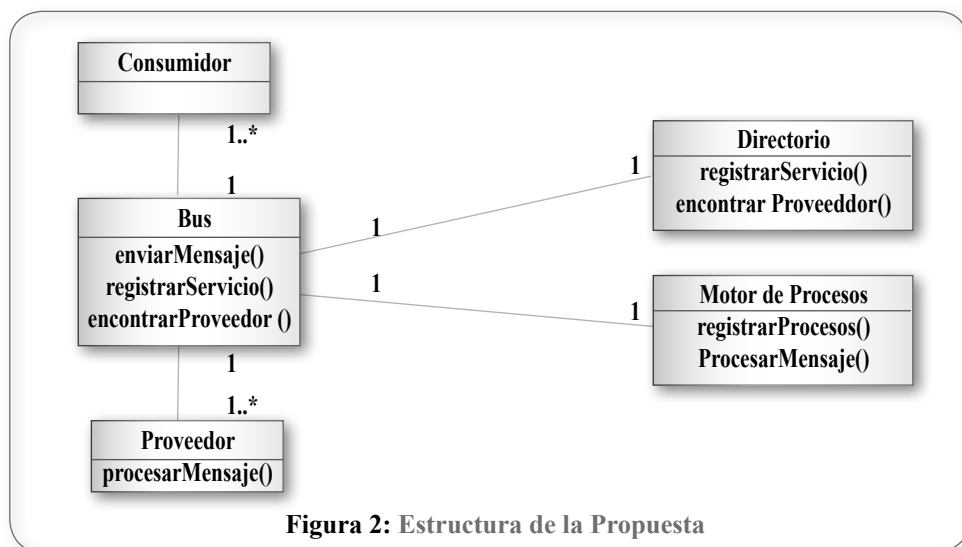 Consumidor
1..*
1
Bus
enviarMensaje()
registrarServicio()
encontrarProveedor ()
1
1
Directorio
registrarServicio()
encontrar Proveeddor()
1
1
Motor de Procesos
registrarProcesos()
ProcesarMensaje()
1
1..*
Proveedor
procesarMensaje()
Figura 2: Estructura de la Propuesta